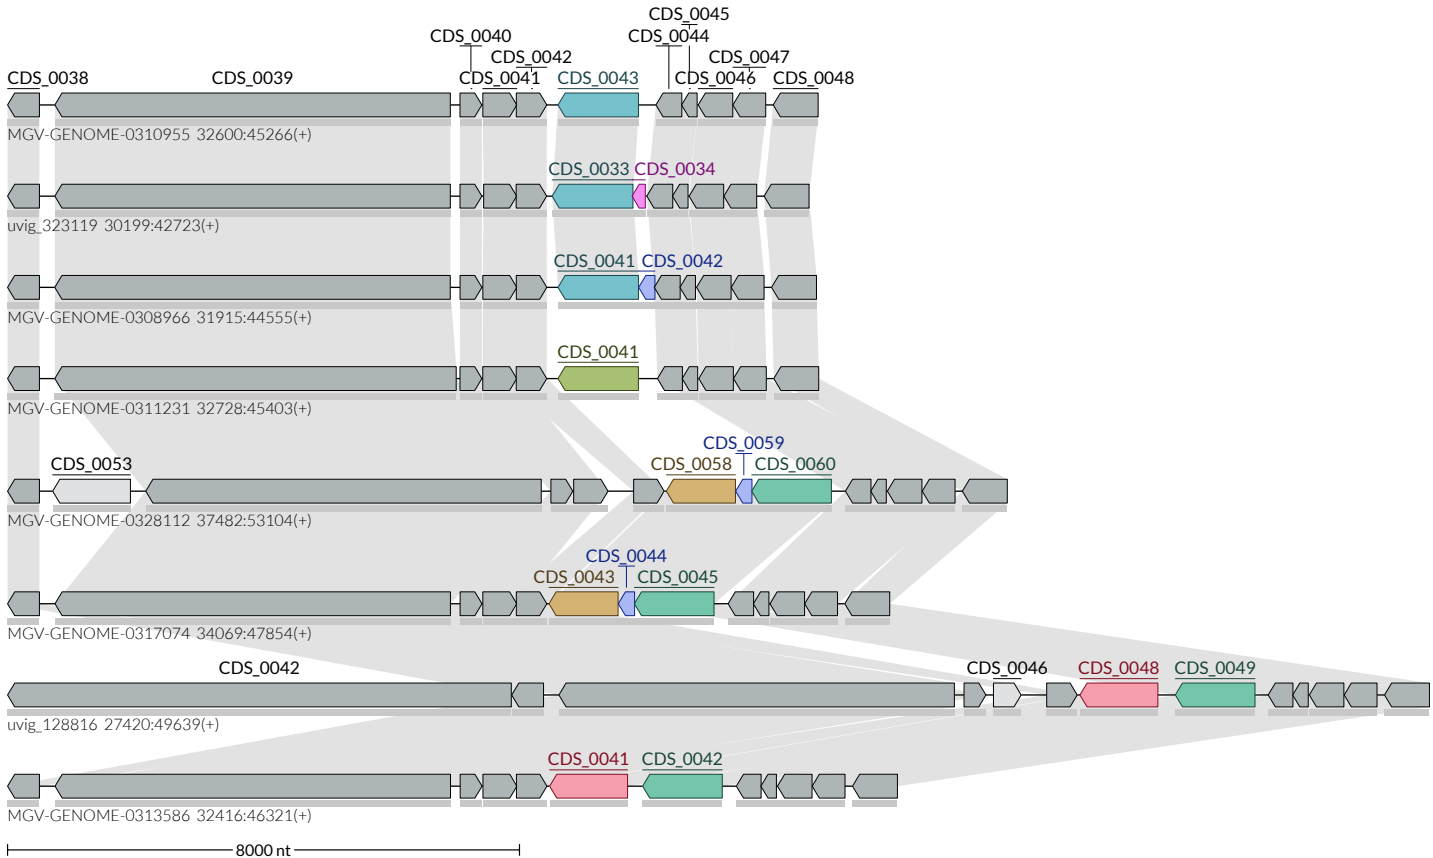 CDS_0045
CDS_0040 CDS_0044
CDS_0042 CDS_0047
CDS_0038 CDS_0039 CDS_0041 CDS_0043 CDS_0046 CDS_0048
MGV-GENOME-0310955 32600:45266(+)
CDS_0033 CDS_0034
uvig_323119 30199:42723(+)
CDS_0041 CDS_0042
MGV-GENOME-0308966 31915:44555(+)
CDS_0041
MGV-GENOME-0311231 32728:45403(+)
CDS_0059
CDS_0053 CDS_0058 CDS_0060
MGV-GENOME-0328112 37482:53104(+)
CDS_0044
CDS_0043 CDS_0045
MGV-GENOME-0317074 34069:47854(+)
CDS_0042 CDS_0046 CDS_0048 CDS_0049
uvig_128816 27420:49639(+)
CDS_0041 CDS_0042
MGV-GENOME-0313586 32416:46321(+)
8000 nt